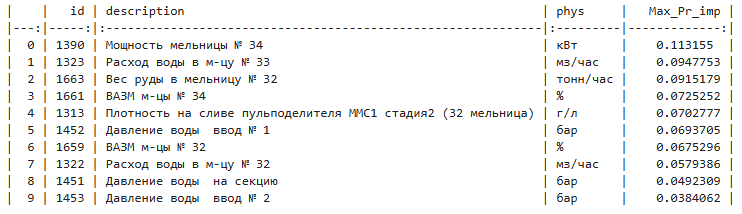 |    |   id | description                                               | phys     |   Max_Pr_imp |
|---:|-----:|:----------------------------------------------------------|:---------|-------------:|
|  0 | 1390 | Мощность мельницы № 34                                    | кВт      |    0.113155  |
|  1 | 1323 | Расход воды в м-цу № 33                                   | мз/час   |    0.0947753 |
|  2 | 1663 | Вес руды в мельницу № 32                                  | тонн/час |    0.0915179 |
|  3 | 1661 | ВАЗМ м-цы № 34                                            | %        |    0.0725252 |
|  4 | 1313 | Плотность на сливе пульподелителя ММС1 стадия2 (32 мельница) | г/л      |    0.0702777 |
|  5 | 1452 | Давление воды  ввод № 1                                   | бар      |    0.0693705 |
|  6 | 1659 | ВАЗМ м-цы № 32                                            | %        |    0.0675296 |
|  7 | 1322 | Расход воды в м-цу № 32                                   | мз/час   |    0.0579386 |
|  8 | 1451 | Давление воды  на секцию                                  | бар      |    0.0492309 |
|  9 | 1453 | Давление воды  ввод № 2                                   | бар      |    0.0384062 |